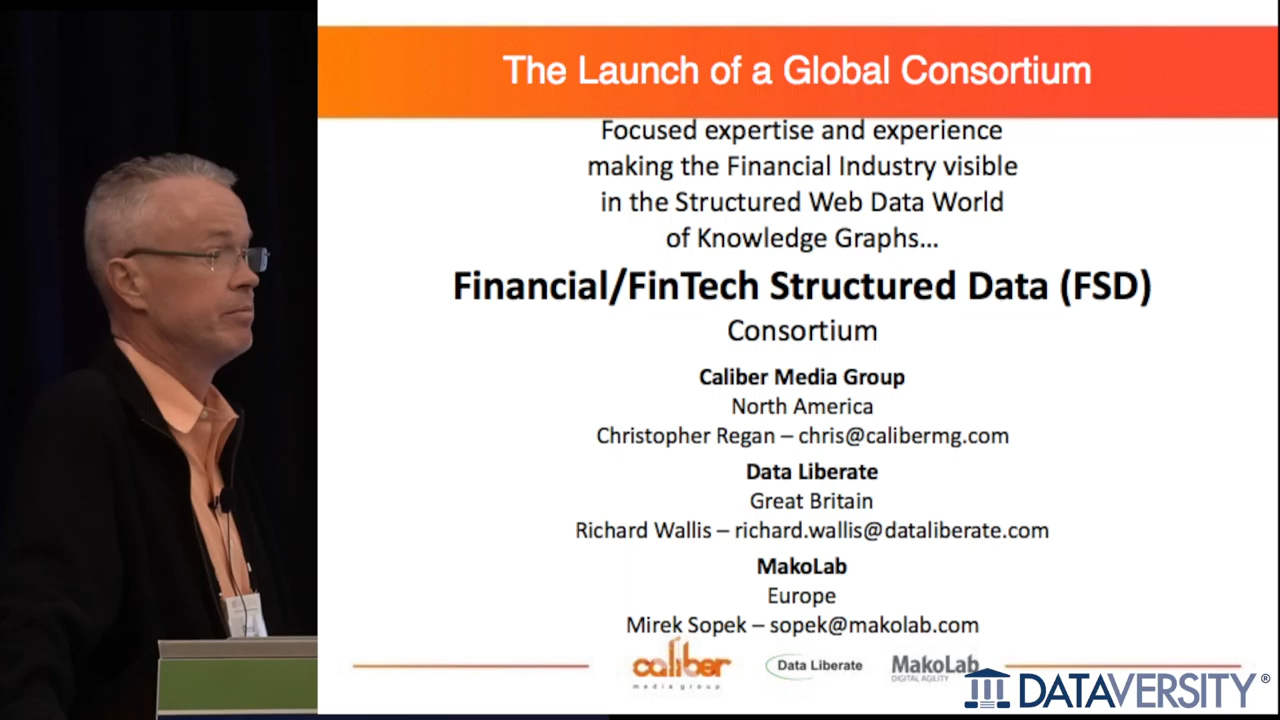 The Launch of a Global Consortium
Focused expertise and experience
making the Financial Industry visible
in the Structured Web Data World
of Knowledge Graphs...
Financial/FinTech Structured Data (FSD)
Consortium
Caliber Media Group
North America
Christopher Regan – chris@calibermg.com
Data Liberate
Great Britain
Richard Wallis – richard.wallis@dataliberate.com
MakoLab
Europe
Mirek Sopek – sopek@makolab.com
caliber
media group
Data Liberate
MakoLab
DIGITAL AGILITY
DATAVERSITY®